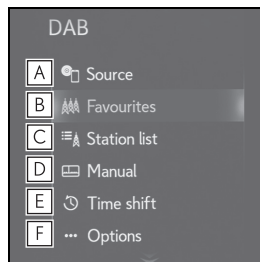 DAB
A Source
B Favourites
C Station list
D Manual
E Time shift
F ··· Options